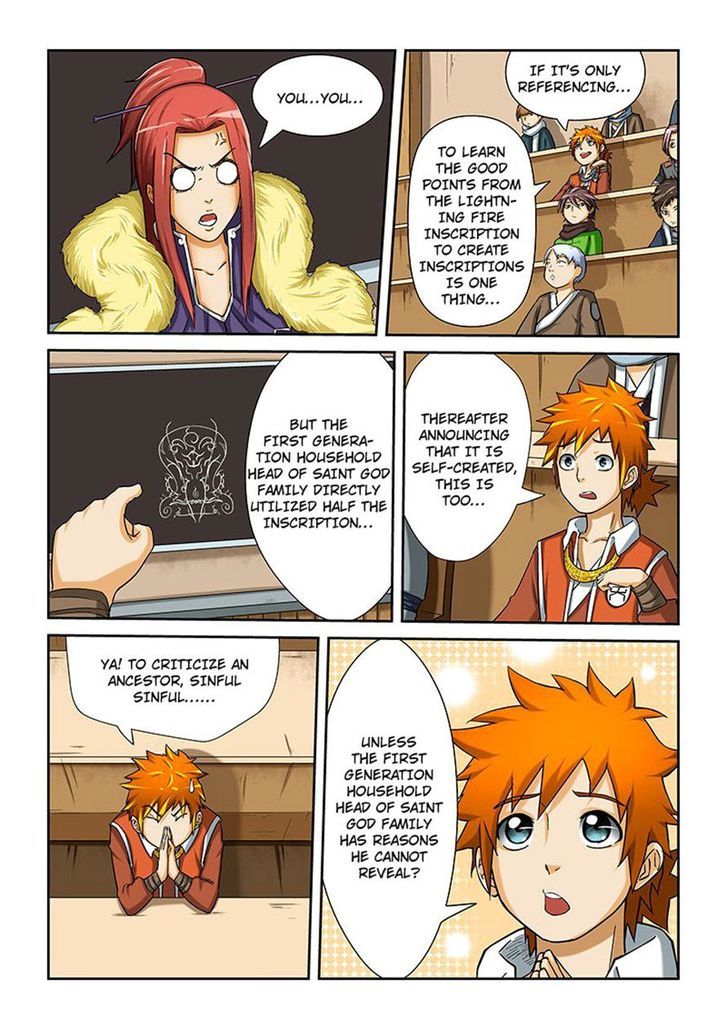 YOU...YOU...
IF IT'S ONLY
REFERENCING...
TO LEARN
THE GOOD
POINTS FROM
THE LIGHTN-
ING FIRE
INSCRIPTION
TO CREATE
INSCRIPTIONS
IS ONE
THING...
BUT THE
FIRST GENERA-
TION HOUSEHOLD
HEAD OF SAINT GOD
FAMILY DIRECTLY
UTILIZED HALF THE
INSCRIPTION...
THEREAFTER
ANNOUNCING
THAT IT IS
SELF-CREATED,
THIS IS
TOO...
YA! TO CRITICIZE AN
ANCESTOR, SINFUL
SINFUL......
UNLESS
THE FIRST
GENERATION
HOUSEHOLD
HEAD OF SAINT
GOD FAMILY
HAS REASONS
HE CANNOT
REVEAL?